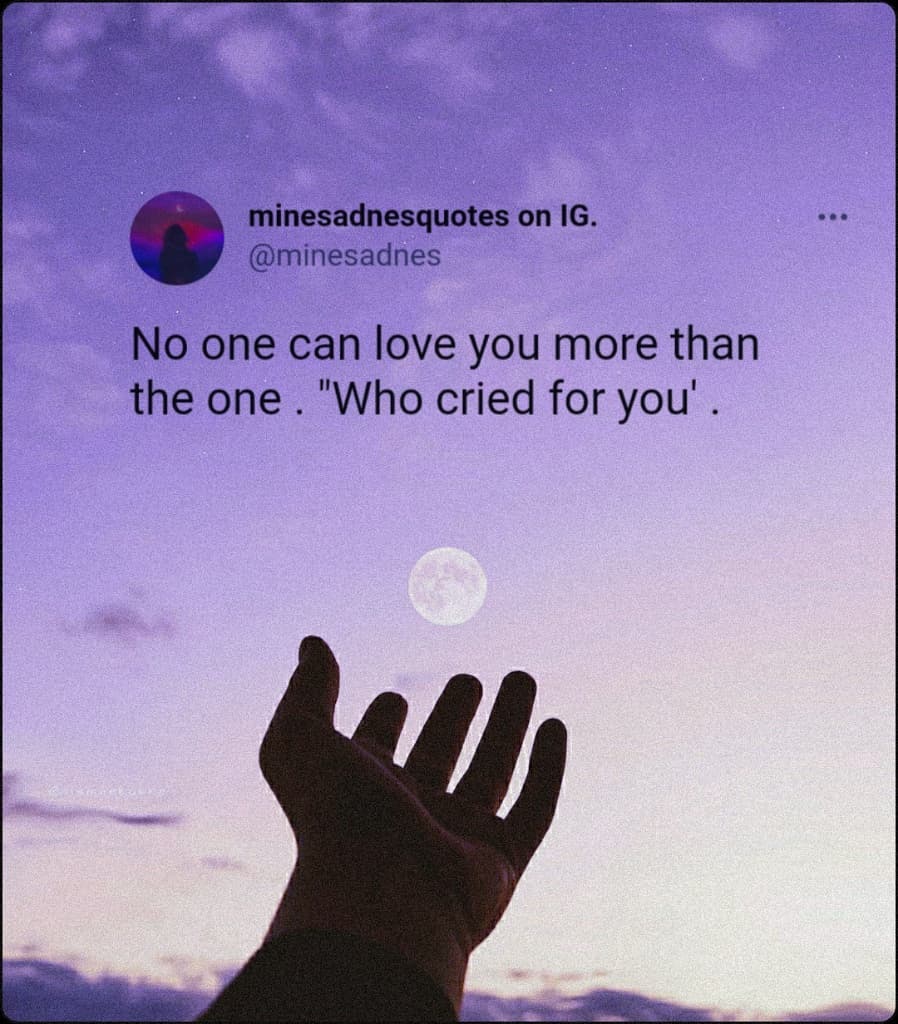 minesadnesquotes on IG.
@minesadnes
No one can love you more than
the one . "Who cried for you' .